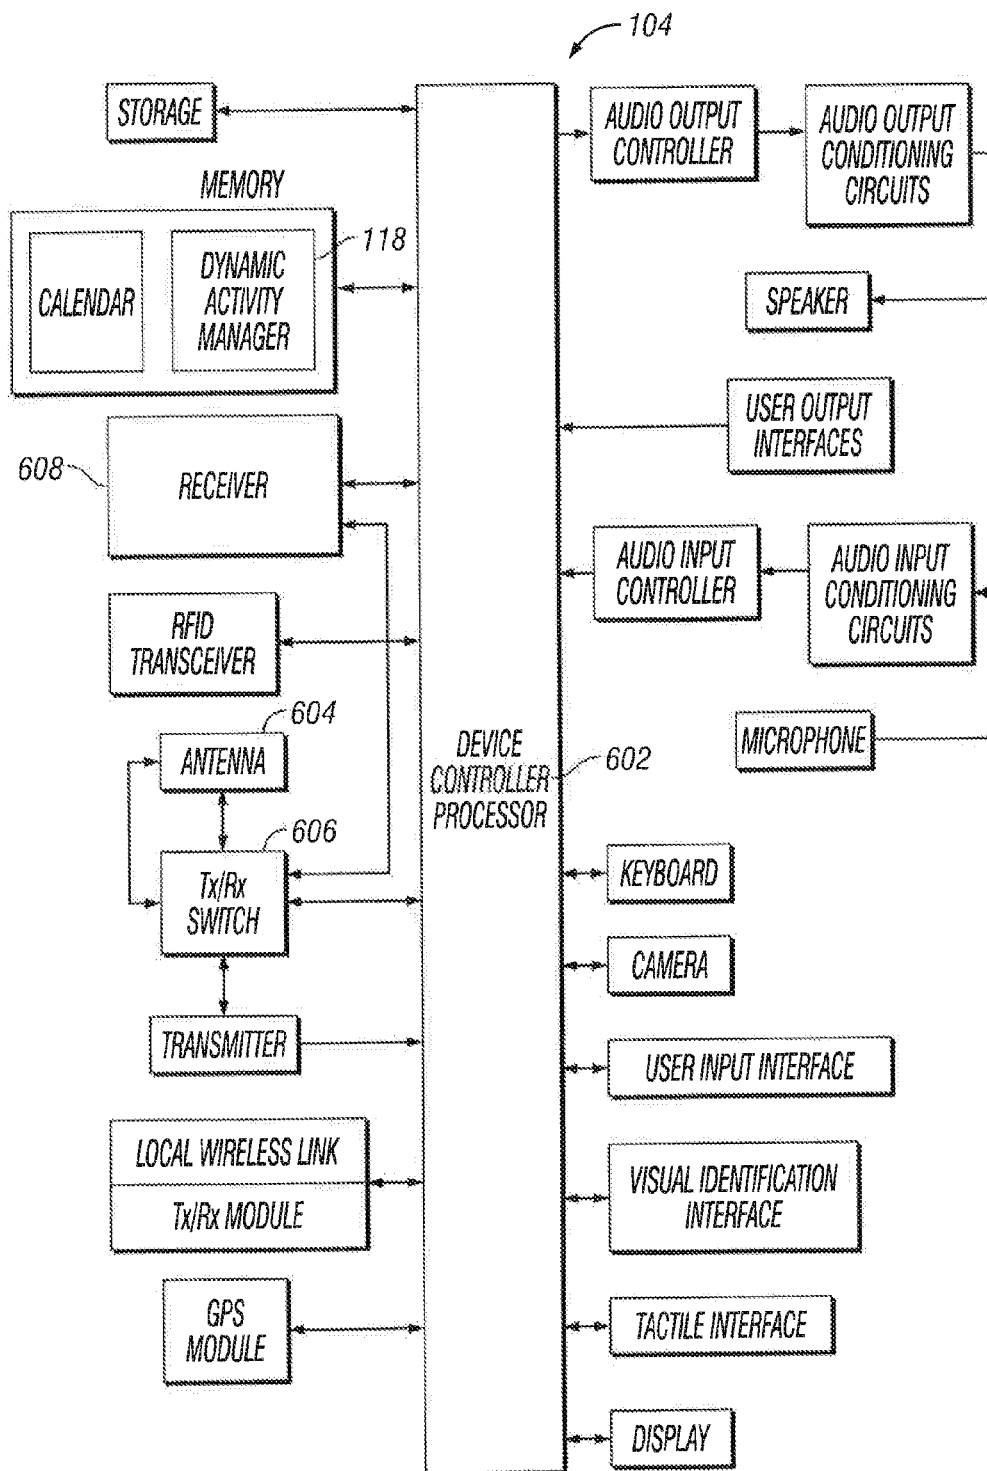 104
STORAGE
MEMORY
CALENDAR
118
DYNAMIC
ACTIVITY
MANAGER
608
RECEIVER
RFID
TRANSCEIVER
604
ANTENNA
606
Tx/Rx
SWITCH
TRANSMITTER
LOCAL WIRELESS LINK
Tx/Rx MODULE
GPS
MODULE
DEVICE
CONTROLLER
PROCESSOR
602
AUDIO OUTPUT
CONTROLLER
AUDIO OUTPUT
CONDITIONING
CIRCUITS
SPEAKER
USER OUTPUT
INTERFACES
AUDIO INPUT
CONTROLLER
AUDIO INPUT
CONDITIONING
CIRCUITS
MICROPHONE
KEYBOARD
CAMERA
USER INPUT INTERFACE
VISUAL IDENTIFICATION
INTERFACE
TACTILE INTERFACE
DISPLAY